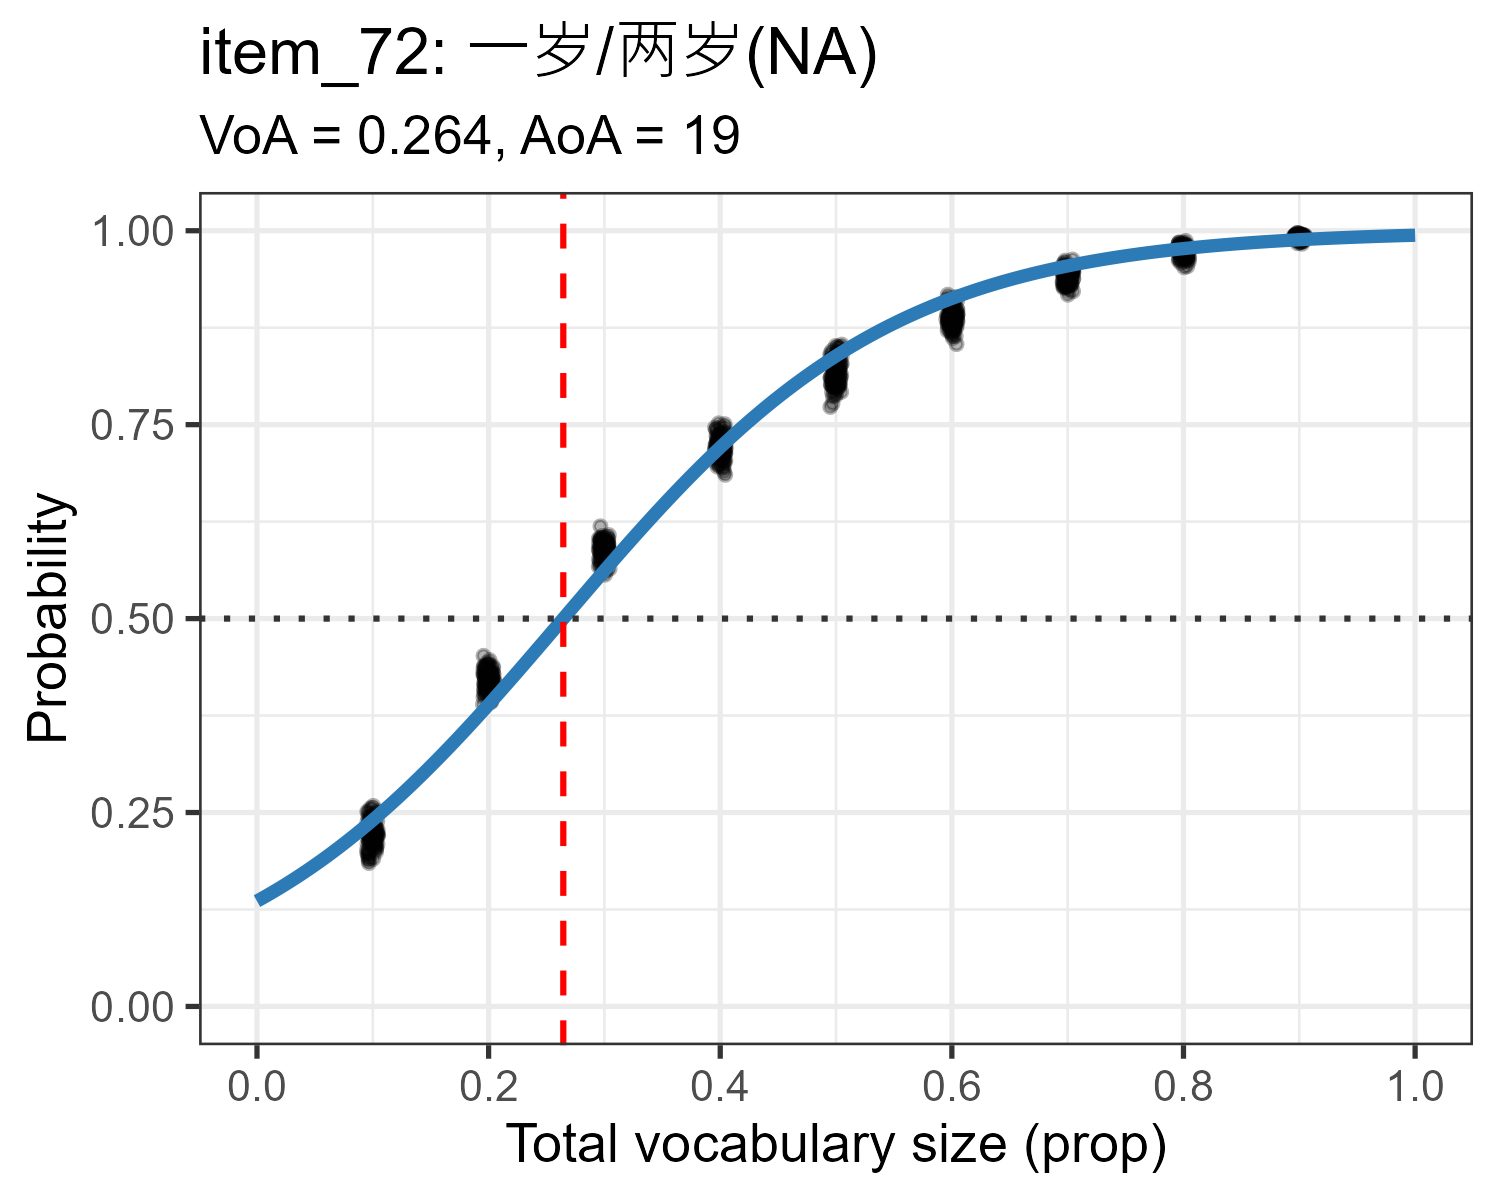 item_72: 一岁/两岁(NA)
VoA = 0.264, AoA = 19
1.00
0.75
0.50
0.25
0.00
Probability
0.0 0.2 0.4 0.6 0.8 1.0
Total vocabulary size (prop)